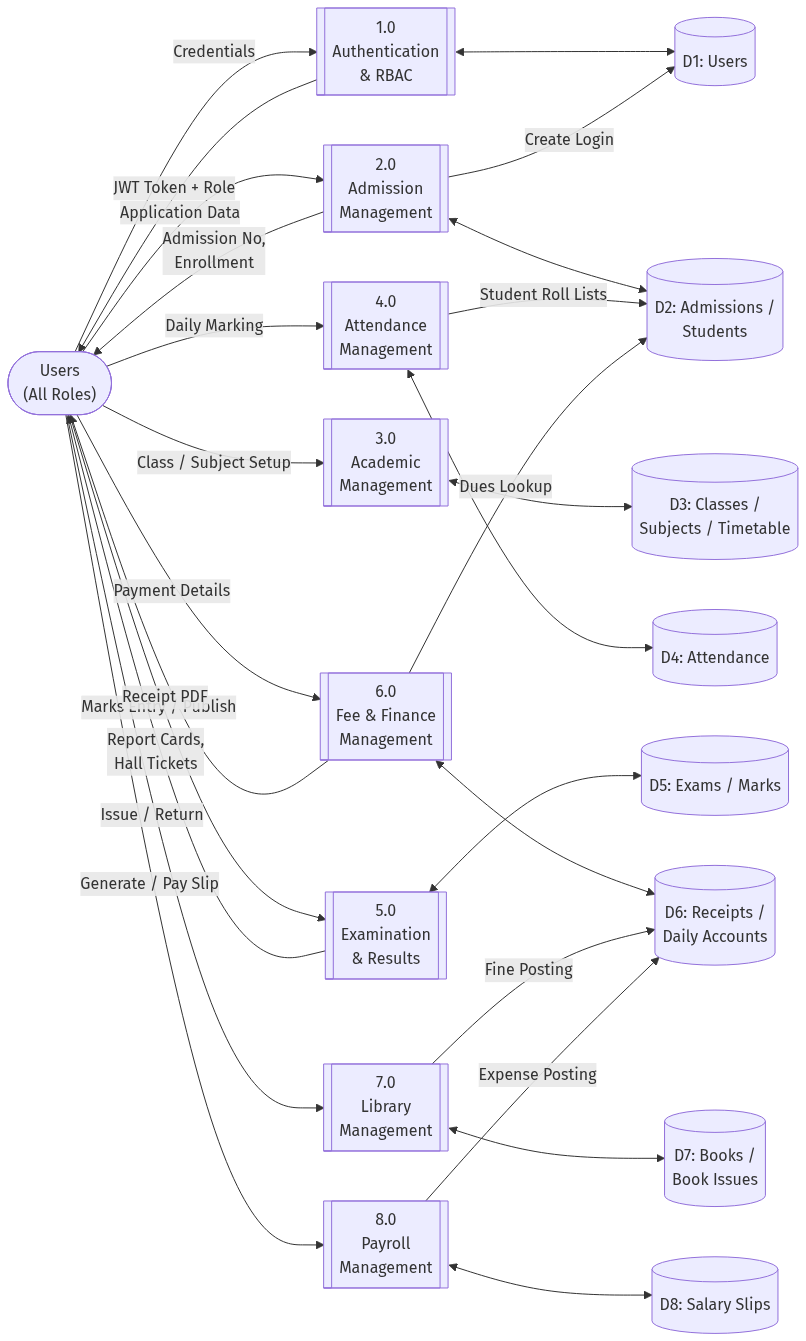 1.0
Authentication
& RBAC
Credentials
D1: Users
Create Login
2.0
Admission
Management
JWT Token + Role
Application Data
Admission No,
Enrollment
Student Roll Lists
D2: Admissions /
Students
4.0
Attendance
Management
Daily Marking
Users
(All Roles)
3.0
Academic
Management
Class / Subject Setup
Dues Lookup
D3: Classes /
Subjects / Timetable
Payment Details
D4: Attendance
6.0
Fee & Finance
Management
Receipt PDF
Marks Entry / Publish
Report Cards,
Hall Tickets
D5: Exams / Marks
Issue / Return
Generate / Pay Slip
5.0
Examination
& Results
D6: Receipts /
Daily Accounts
Fine Posting
Expense Posting
7.0
Library
Management
D7: Books /
Book Issues
8.0
Payroll
Management
D8: Salary Slips